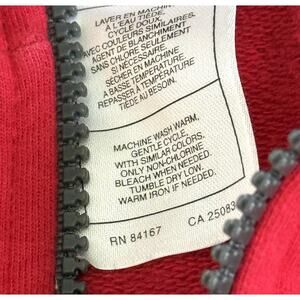 LAVER EN MACHINE
À L'EAU TIÈDE,
CYCLE DOUX,
AVEC COULEURS SIMILAIRES.
AGENT DE BLANCHIMENT
SANS CHLORE SEULEMENT
SI NÉCESSAIRE.
SÉCHER EN MACHINE
À BASSE TEMPÉRATURE.
REPASSER À TEMPÉRATURE
TIÈDE AU BESOIN.
MACHINE WASH WARM,
GENTLE CYCLE,
WITH SIMILAR COLORS.
ONLY NON-CHLORINE
BLEACH WHEN NEEDED.
TUMBLE DRY LOW.
WARM IRON IF NEEDED.
RN 84167 CA 25083